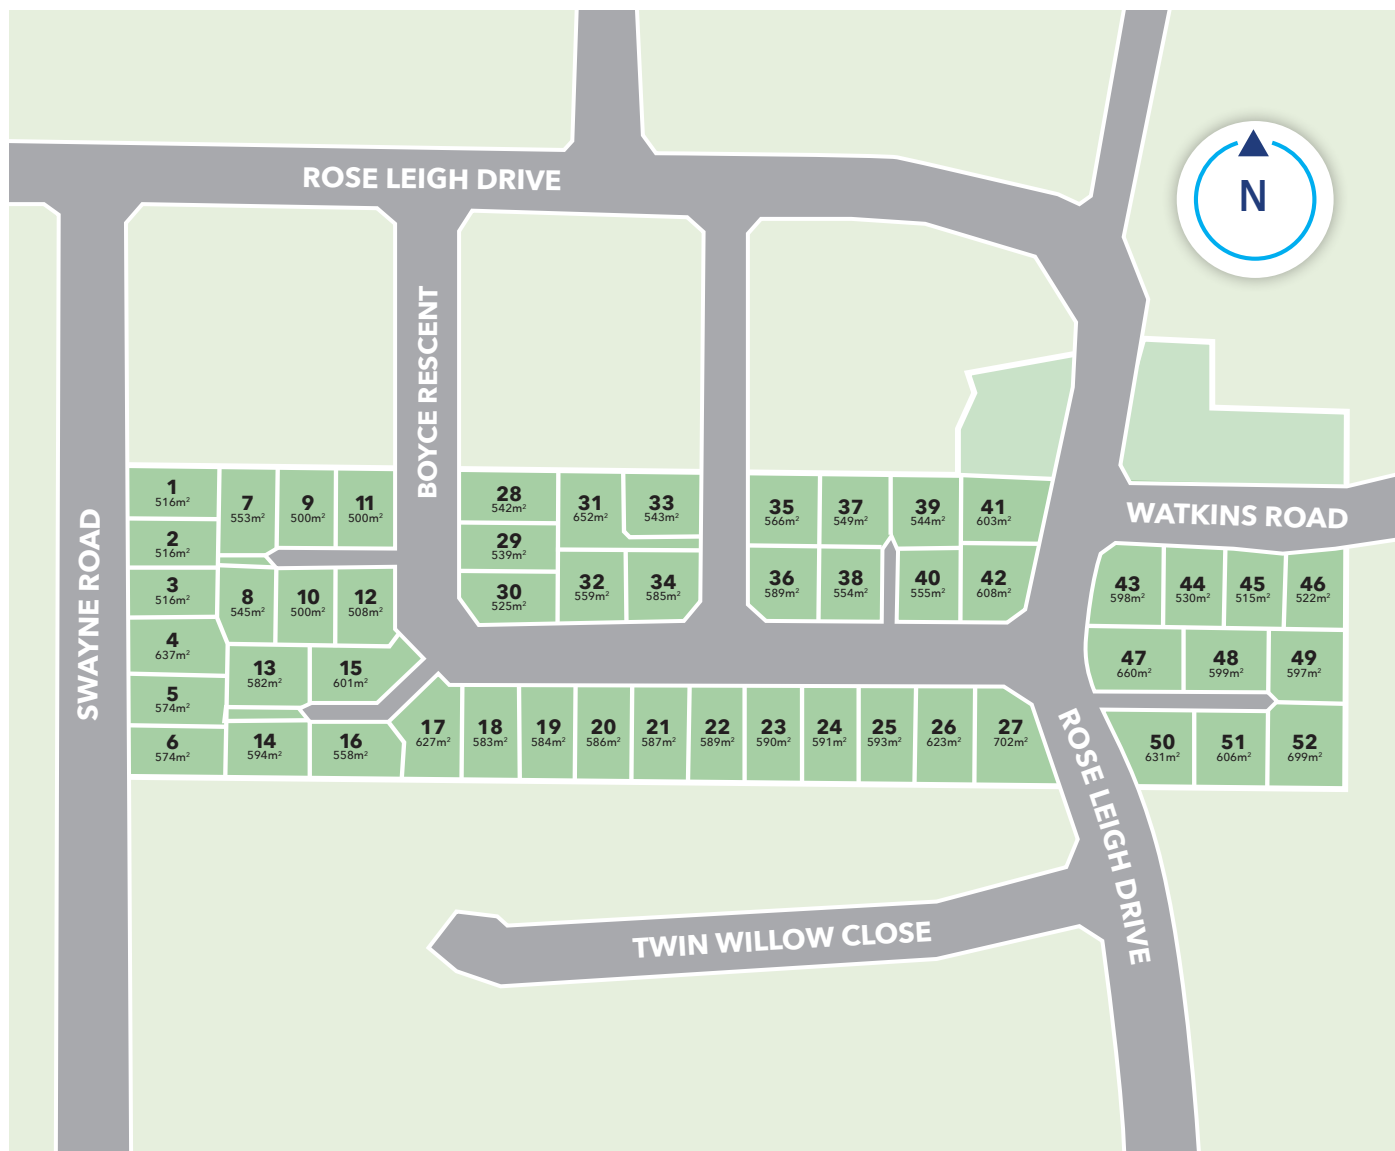 ROSE LEIGH DRIVE
N
BOYCE RESCENT
SWAYNE ROAD
WATKINS ROAD
1
516m²
2
516m²
3
516m²
4
637m²
5
574m²
6
574m²
7
553m²
9
500m²
11
500m²
8
545m²
10
500m²
12
508m²
13
582m²
15
601m²
14
594m²
16
558m²
28
542m²
29
539m²
30
525m²
31
652m²
33
543m²
32
559m²
34
585m²
35
566m²
37
549m²
39
544m²
41
603m²
36
589m²
38
554m²
40
555m²
42
608m²
43
598m²
44
530m²
45
515m²
46
522m²
47
660m²
48
599m²
49
597m²
50
631m²
51
606m²
52
699m²
17
627m²
18
583m²
19
584m²
20
586m²
21
587m²
22
589m²
23
590m²
24
591m²
25
593m²
26
623m²
27
702m²
ROSE LEIGH DRIVE
TWIN WILLOW CLOSE